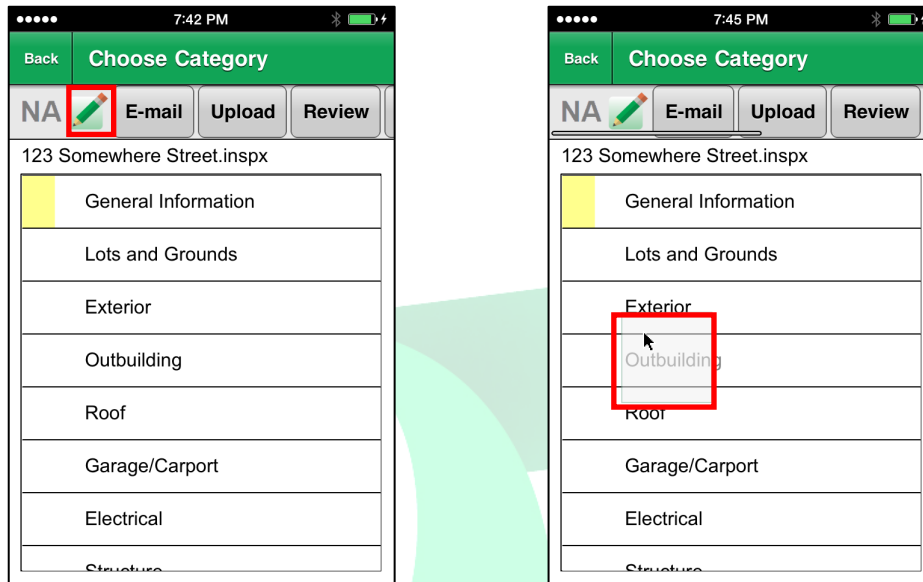 7:42 PM
Back Choose Category
NA E-mail Upload Review
123 Somewhere Street.inspx
General Information
Lots and Grounds
Exterior
Outbuilding
Roof
Garage/Carport
Electrical
Structure
7:45 PM
Back Choose Category
NA E-mail Upload Review
123 Somewhere Street.inspx
General Information
Lots and Grounds
Exterior
Outbuilding
Roof
Garage/Carport
Electrical
Structure